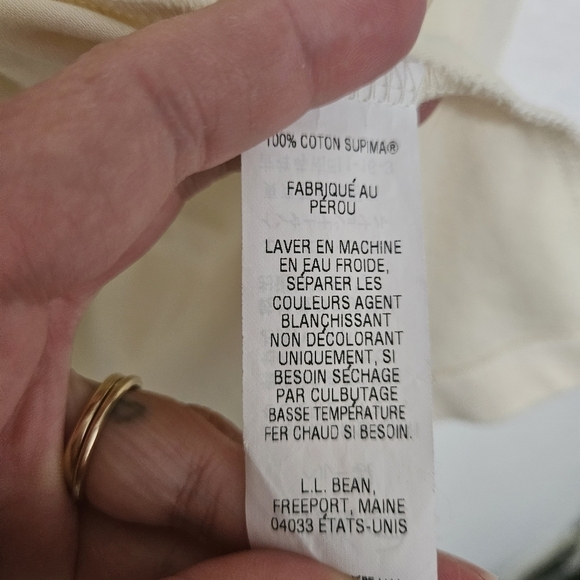 100% COTON SUPIMA®
FABRIQUÉ AU
PÉROU
LAVER EN MACHINE
EN EAU FROIDE,
SÉPARER LES
COULEURS AGENT
BLANCHISSANT
NON DÉCOLORANT
UNIQUEMENT, SI
BESOIN SÉCHAGE
PAR CULBUTAGE
BASSE TEMPÉRATURE
FER CHAUD SI BESOIN.
L.L. BEAN,
FREEPORT, MAINE
04033 ÉTATS-UNIS